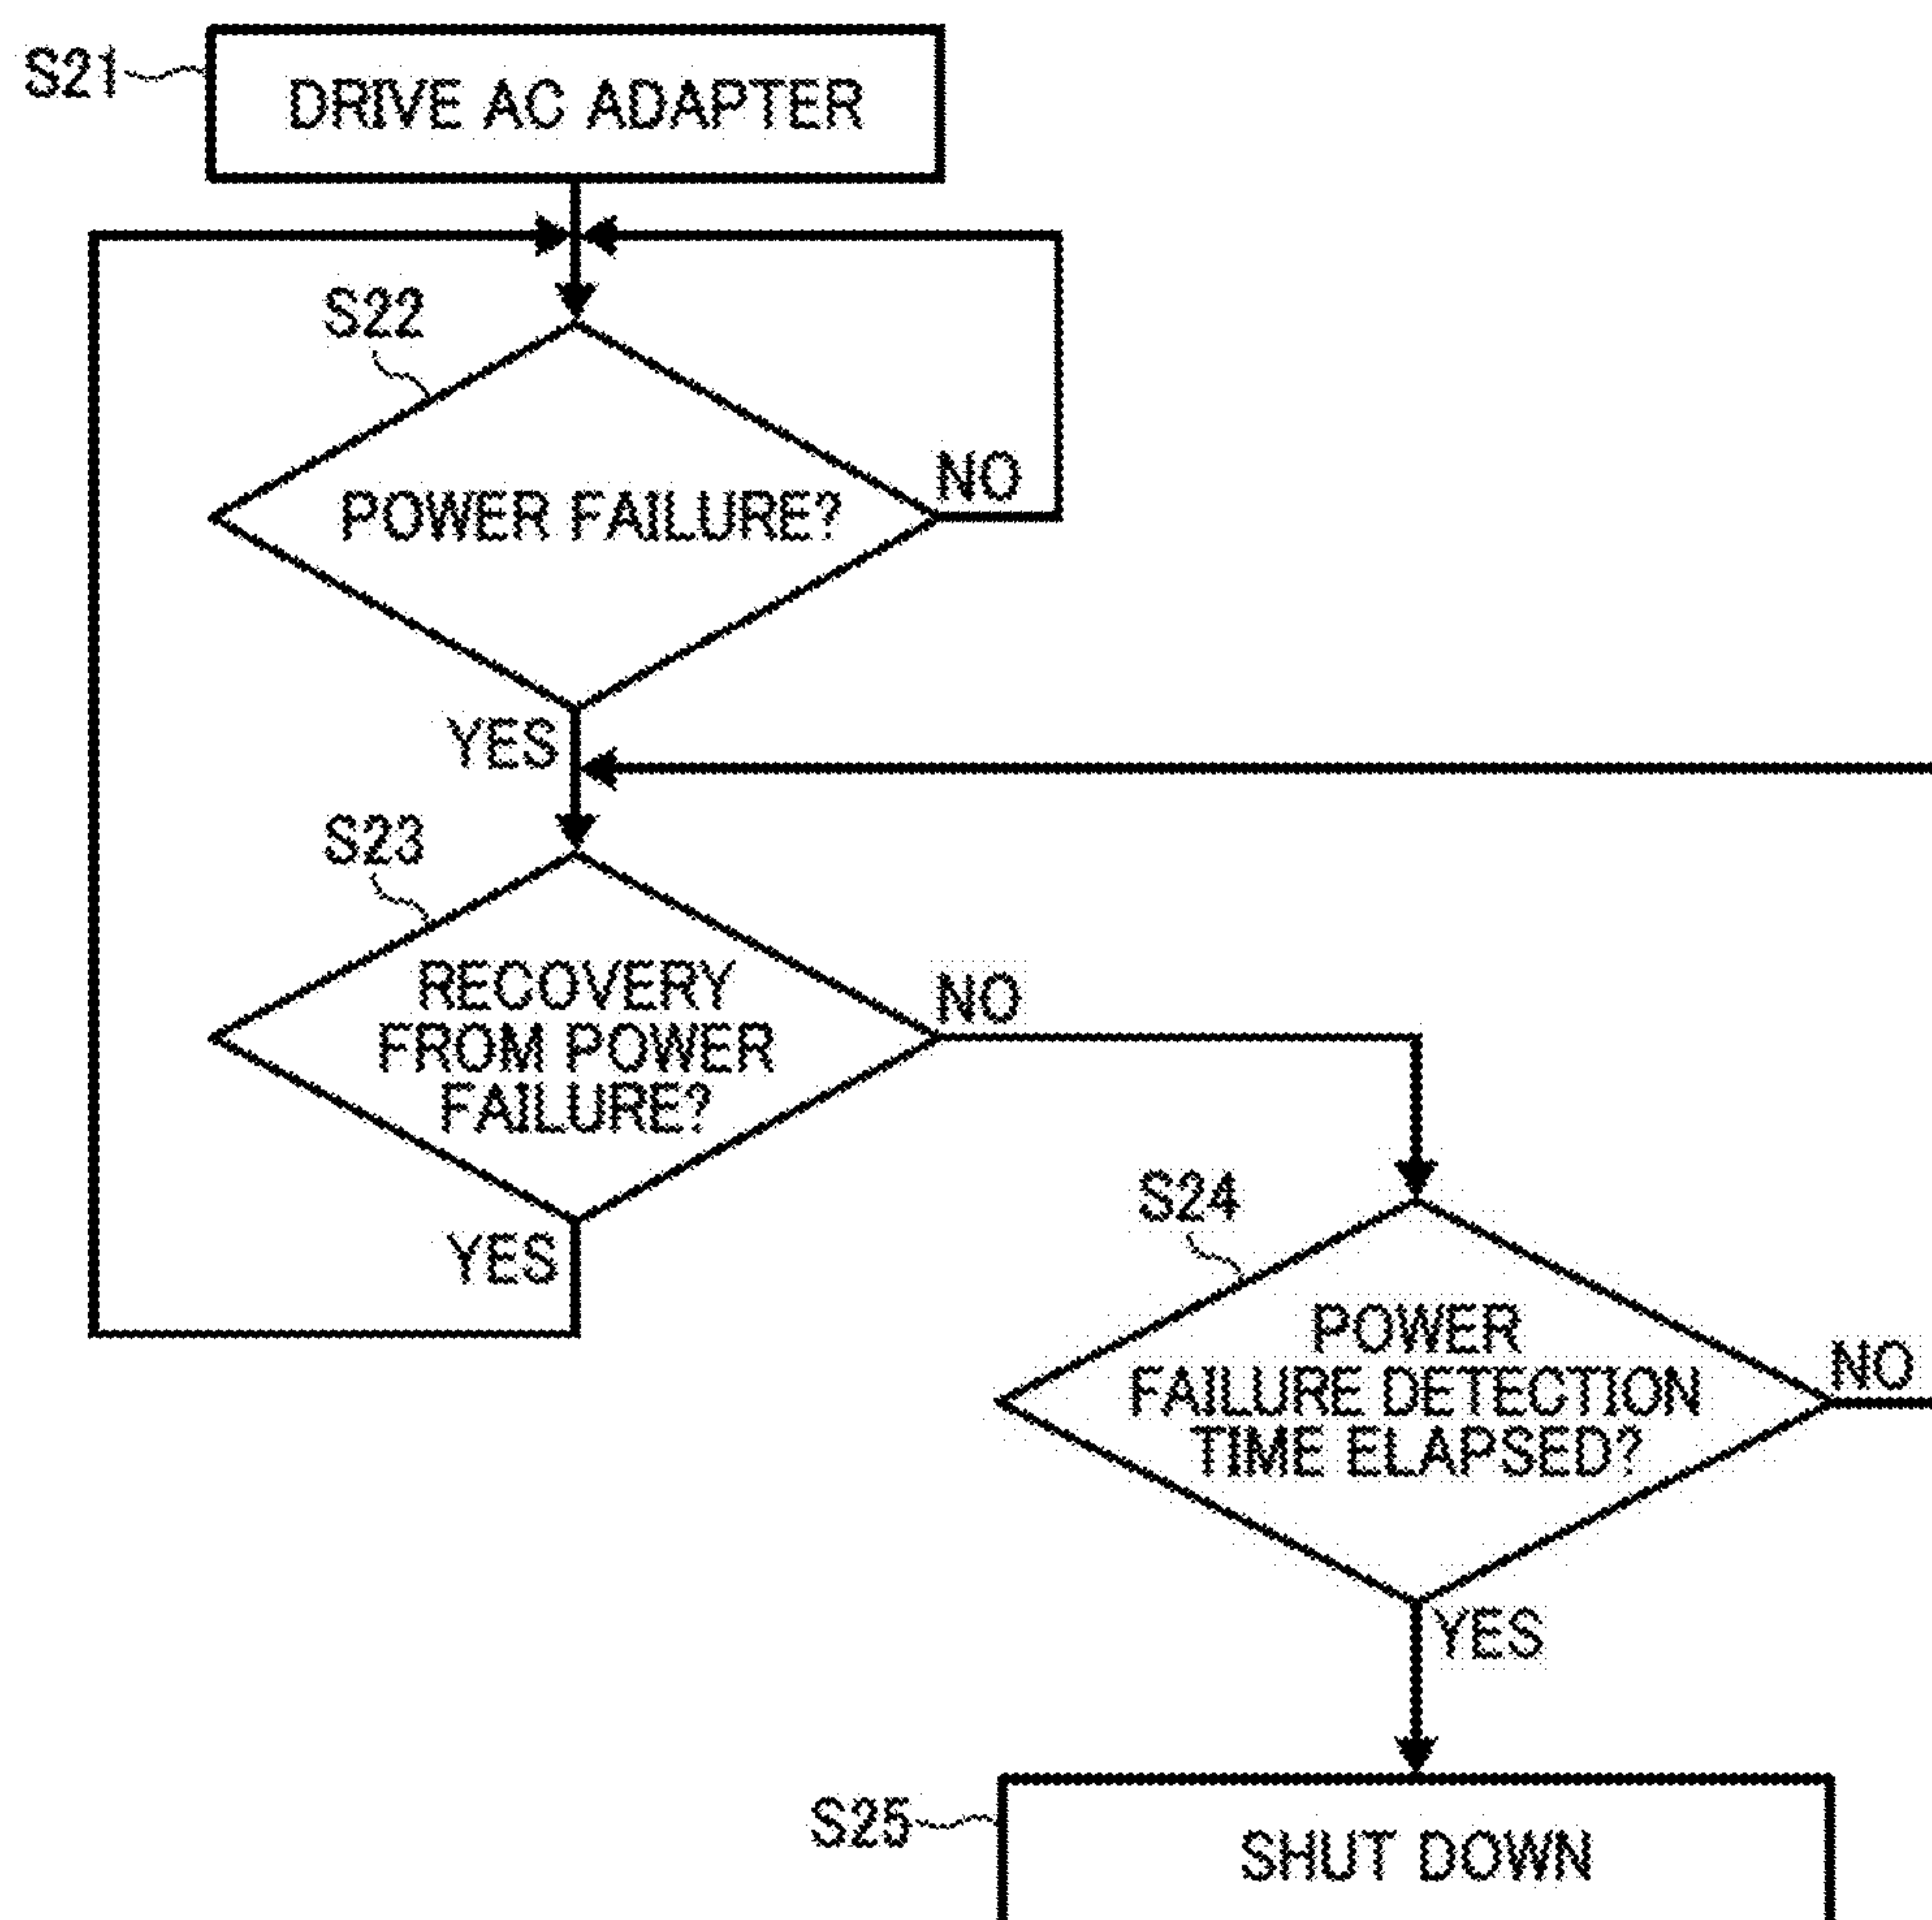 S21
DRIVE AC ADAPTER
S22
POWER FAILURE?
NO
YES
S23
RECOVERY
FROM POWER
FAILURE?
NO
YES
S24
POWER
FAILURE DETECTION
TIME ELAPSED?
NO
YES
S25
SHUT DOWN